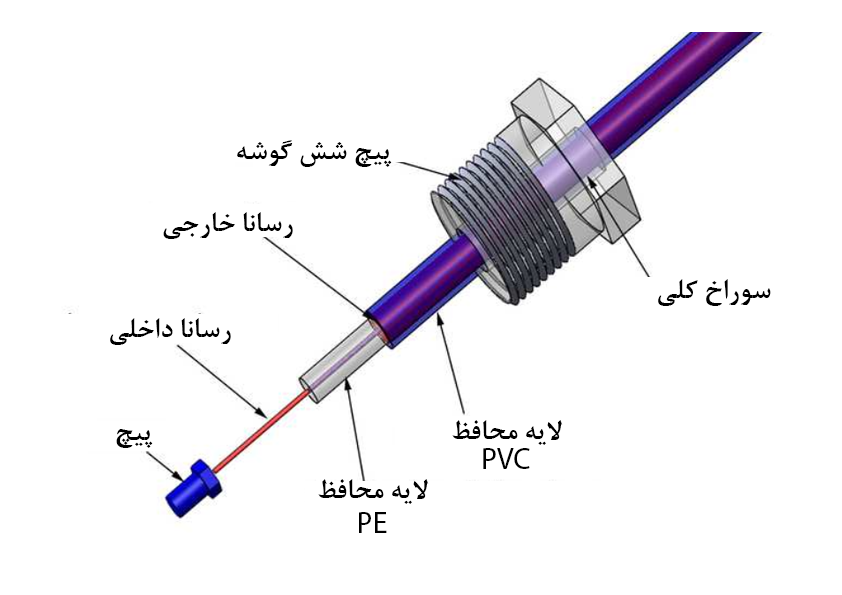 پیچ شش گوشه
رسانا خارجی
سوراخ کلی
رسانا داخلی
پیچ
لایه محافظ
PVC
لایه محافظ
PE